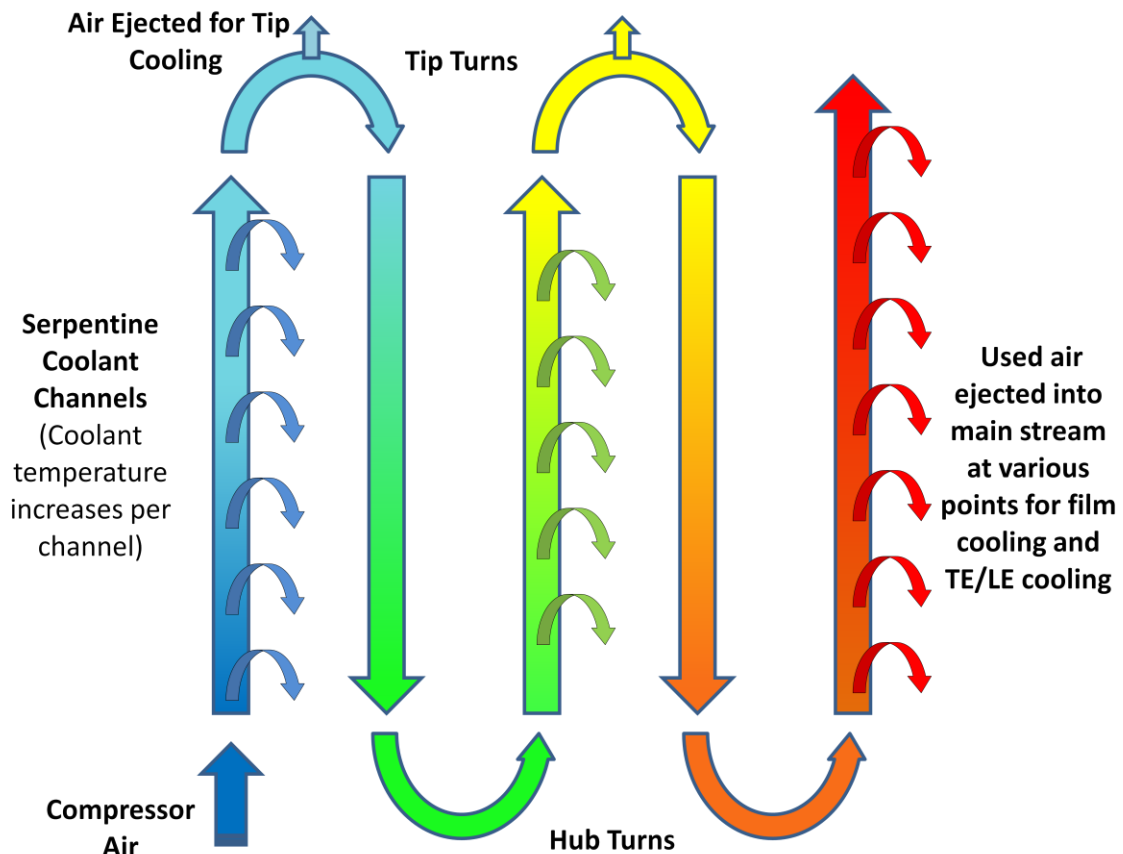 Air Ejected for Tip
Cooling
Tip Turns
Serpentine
Coolant
Channels
(Coolant
temperature
increases per
channel)
Used air
ejected into
main stream
at various
points for film
cooling and
TE/LE cooling
Compressor
Air
Hub Turns